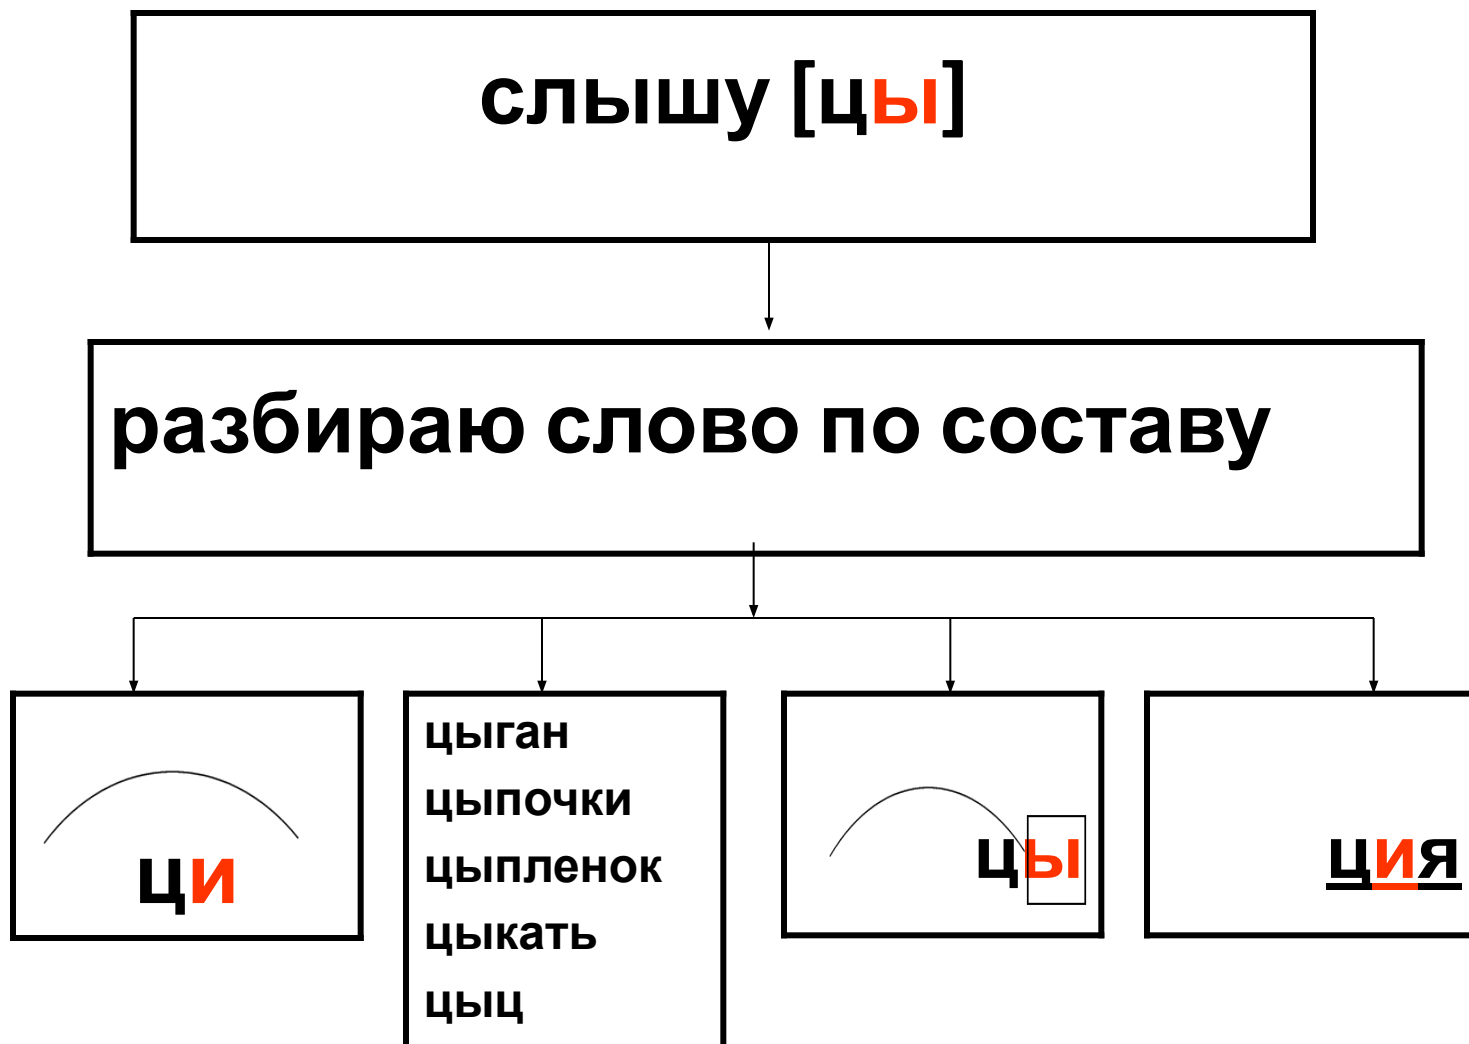 слышу [цы]
разбираю слово по составу
ци
цыган
цыпочки
цыпленок
цыкать
цыц
цы
ция